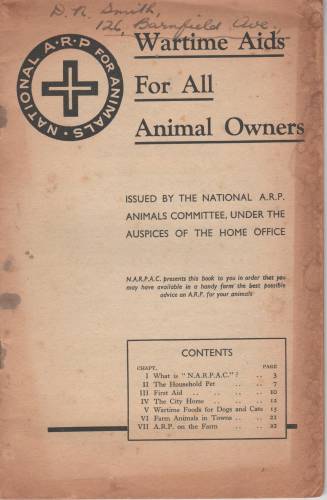 D. R. Smith,
126, Barnfield Ave.
NATIONAL A·R·P FOR ANIMALS ·
Wartime Aids
For All
Animal Owners
ISSUED BY THE NATIONAL A.R.P.
ANIMALS COMMITTEE, UNDER THE
AUSPICES OF THE HOME OFFICE
N.A.R.P.A.C. presents this book to you in order that you
may have available in a handy form the best possible
advice on A.R.P. for your animals
CONTENTS
CHAPT. PAGE
I What is "N.A.R.P.A.C."? .. .. 3
II The Household Pet .. .. 7
III First Aid .. .. .. .. 10
IV The City Home .. .. .. 12
V Wartime Foods for Dogs and Cats 15
VI Farm Animals in Towns .. .. 21
VII A.R.P. on the Farm .. .. 22